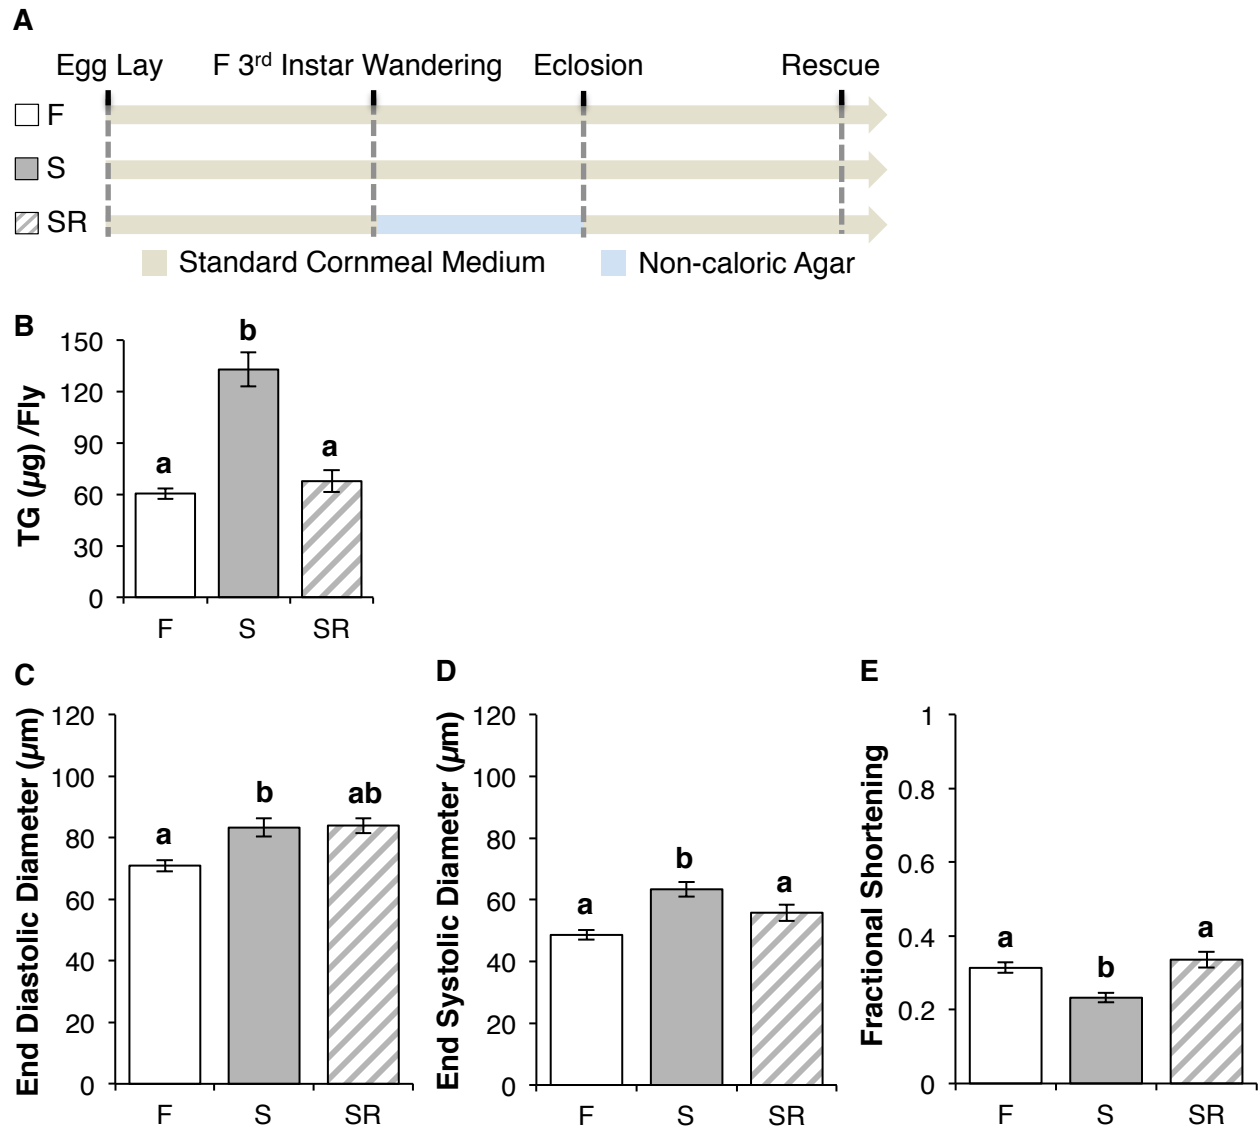 A
Egg Lay F 3rd Instar Wandering Eclosion Rescue
F
S
SR
Standard Cornmeal Medium Non-caloric Agar
B
TG (µg) /Fly
150
120
90
60
30
0
a
b
a
F S SR
C
End Diastolic Diameter (µm)
120
100
80
60
40
20
0
a
b
ab
F S SR
D
End Systolic Diameter (µm)
120
100
80
60
40
20
0
a
b
a
F S SR
E
Fractional Shortening
1
0.8
0.6
0.4
0.2
0
a
b
a
F S SR